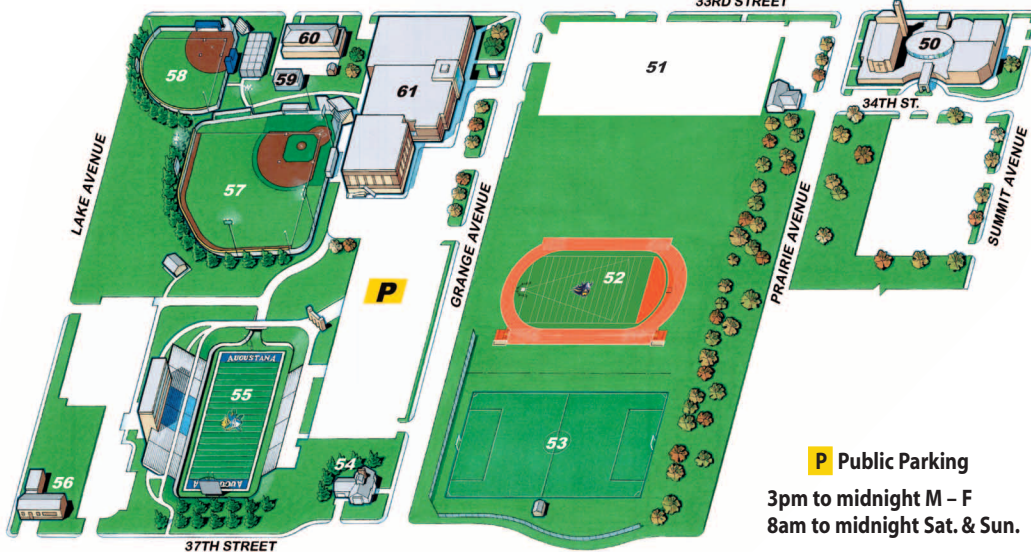 33RD STREET
60
50
58
59
51
61
34TH ST.
LAKE AVENUE
57
GRANGE AVENUE
PRAIRIE AVENUE
SUMMIT AVENUE
52
P
AUGUSTANA
55
53
54
56
AUGUSTANA
37TH STREET
P Public Parking
3pm to midnight M – F
8am to midnight Sat. & Sun.